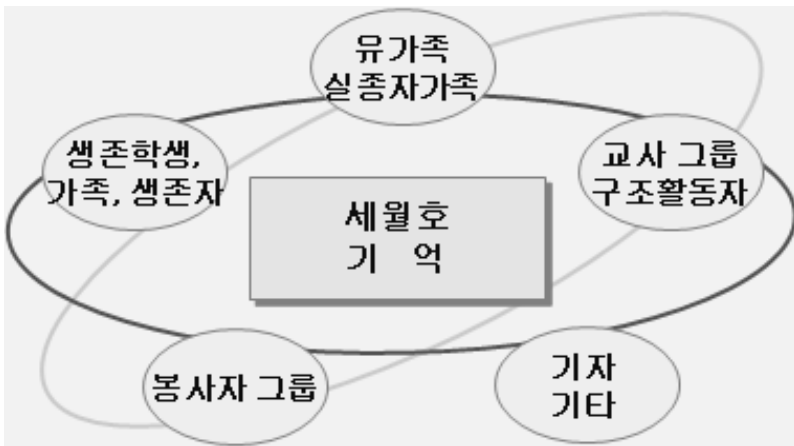 유가족
실종자가족
생존학생,
가족, 생존자
교사 그룹
구조활동자
세월호
기 억
봉사자 그룹
기자
기타